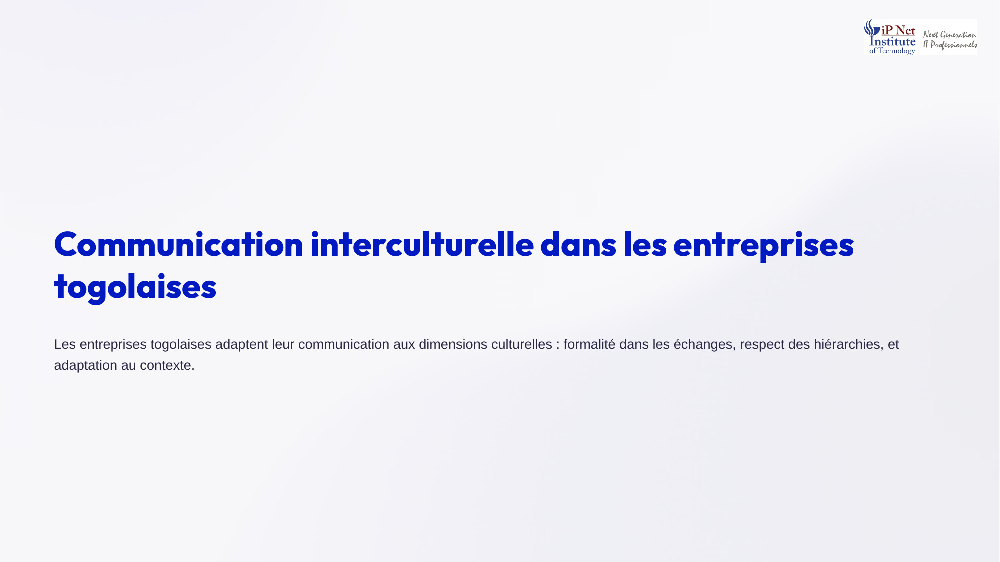 iP Net
Institute
of Technology
Next Generation
IT Professionnels
Communication interculturelle dans les entreprises
togolaises
Les entreprises togolaises adaptent leur communication aux dimensions culturelles : formalité dans les échanges, respect des hiérarchies, et
adaptation au contexte.